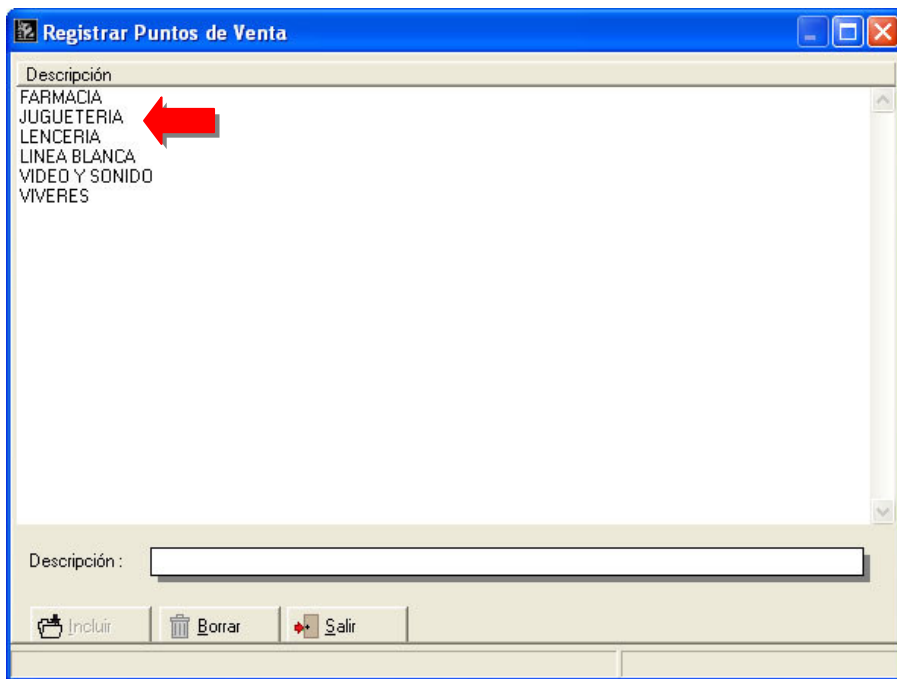 Registrar Puntos de Venta
Descripción
FARMACIA
JUGUETERIA
LENCERIA
LINEA BLANCA
VIDEO Y SONIDO
VIVERES
Descripción :
Incluir Borrar Salir